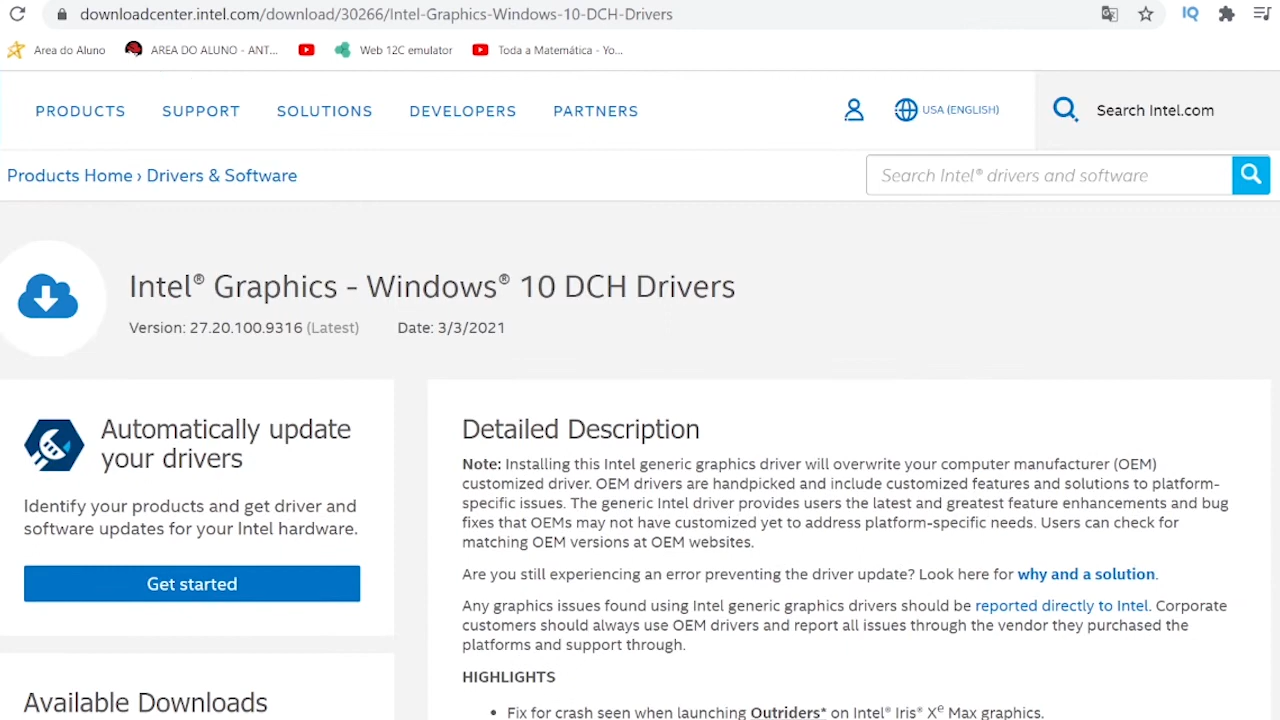 downloadcenter.intel.com/download/30266/Intel-Graphics-Windows-10-DCH-Drivers
IQ
Area do Aluno
AREA DO ALUNO - ANT...
Web 12C emulator
Toda a Matemática - Yo...
PRODUCTS SUPPORT SOLUTIONS DEVELOPERS PARTNERS
USA (ENGLISH)
Search Intel.com
Products Home › Drivers & Software
Search Intel® drivers and software
Intel® Graphics - Windows® 10 DCH Drivers
Version: 27.20.100.9316 (Latest) Date: 3/3/2021
Automatically update
your drivers
Identify your products and get driver and
software updates for your Intel hardware.
Get started
Available Downloads
Detailed Description
Note: Installing this Intel generic graphics driver will overwrite your computer manufacturer (OEM)
customized driver. OEM drivers are handpicked and include customized features and solutions to platform-
specific issues. The generic Intel driver provides users the latest and greatest feature enhancements and bug
fixes that OEMs may not have customized yet to address platform-specific needs. Users can check for
matching OEM versions at OEM websites.
Are you still experiencing an error preventing the driver update? Look here for why and a solution.
Any graphics issues found using Intel generic graphics drivers should be reported directly to Intel. Corporate
customers should always use OEM drivers and report all issues through the vendor they purchased the
platforms and support through.
HIGHLIGHTS
• Fix for crash seen when launching Outriders* on Intel® Iris® Xe Max graphics.